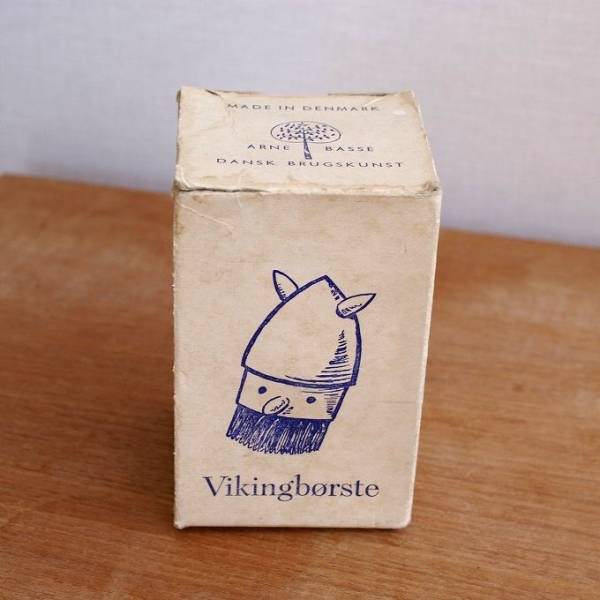 MADE IN DENMARK
ARNE BASSE
DANSK BRUGSKUNST
Vikingbørste